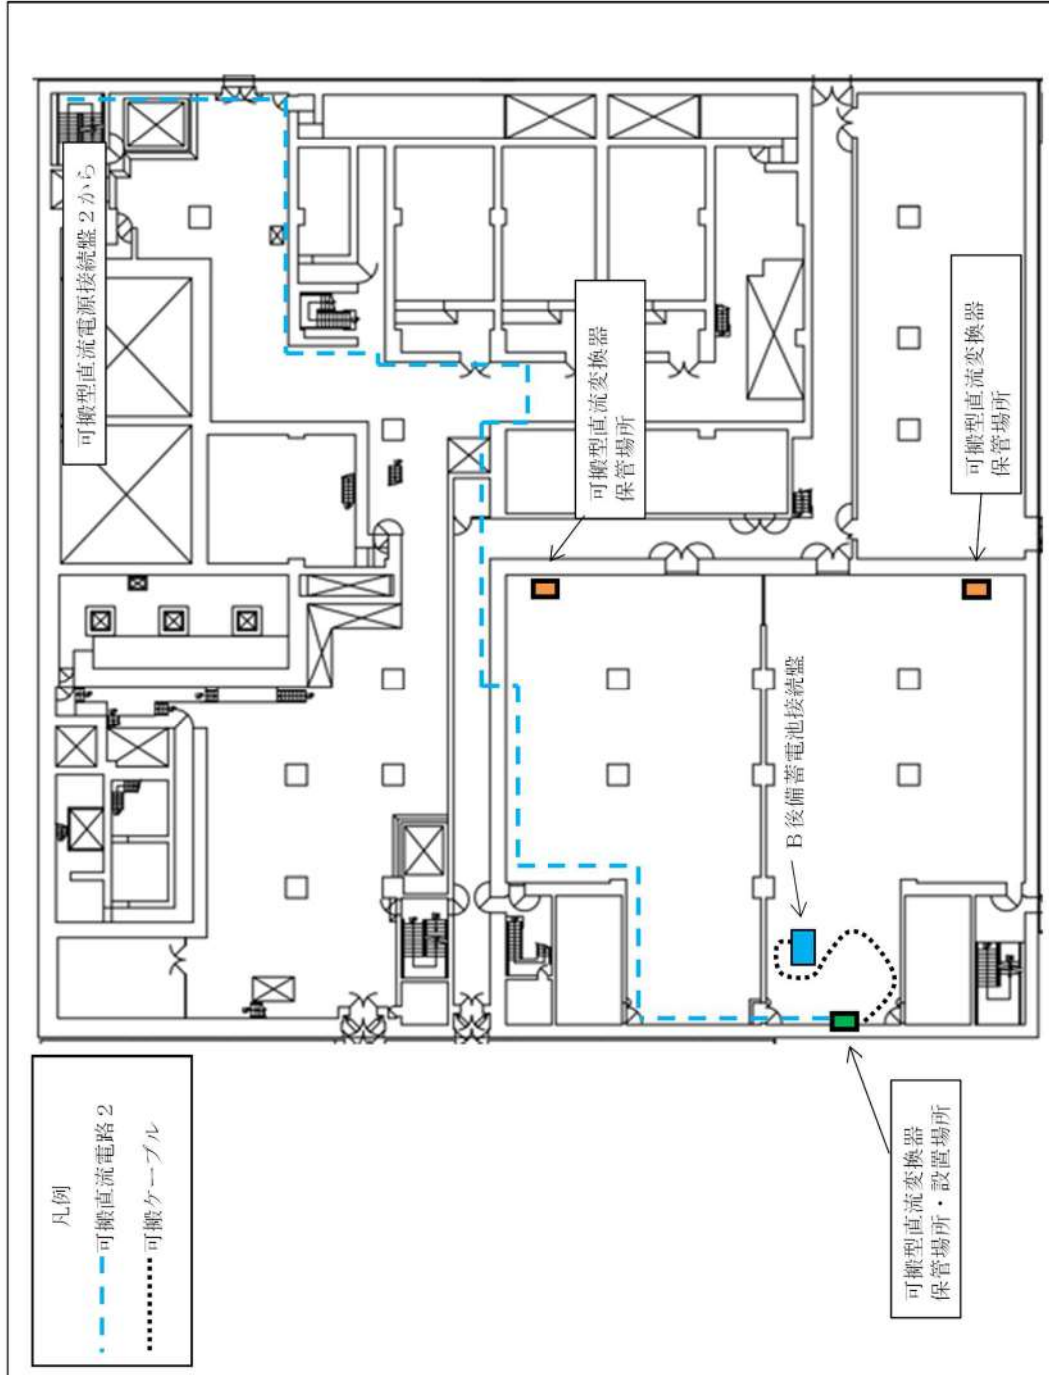 可搬型直流電源接続盤２から
可搬型直流変換器
保管場所
可搬型直流変換器
保管場所
Ｂ後備蓄電池接続盤
可搬型直流変換器
保管場所・設置場所
凡例
可搬直流電路２
可搬ケーブル